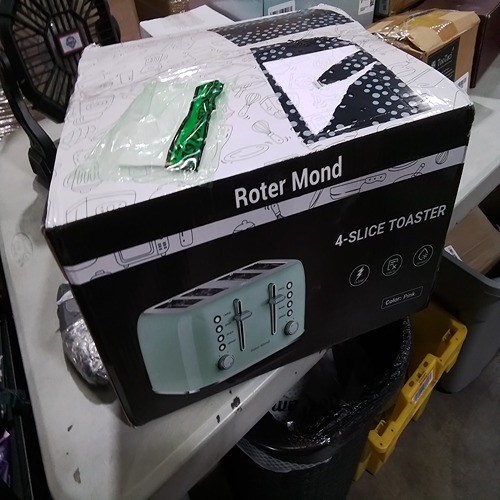 Roter Mond
4-SLICE TOASTER
Color: Pink